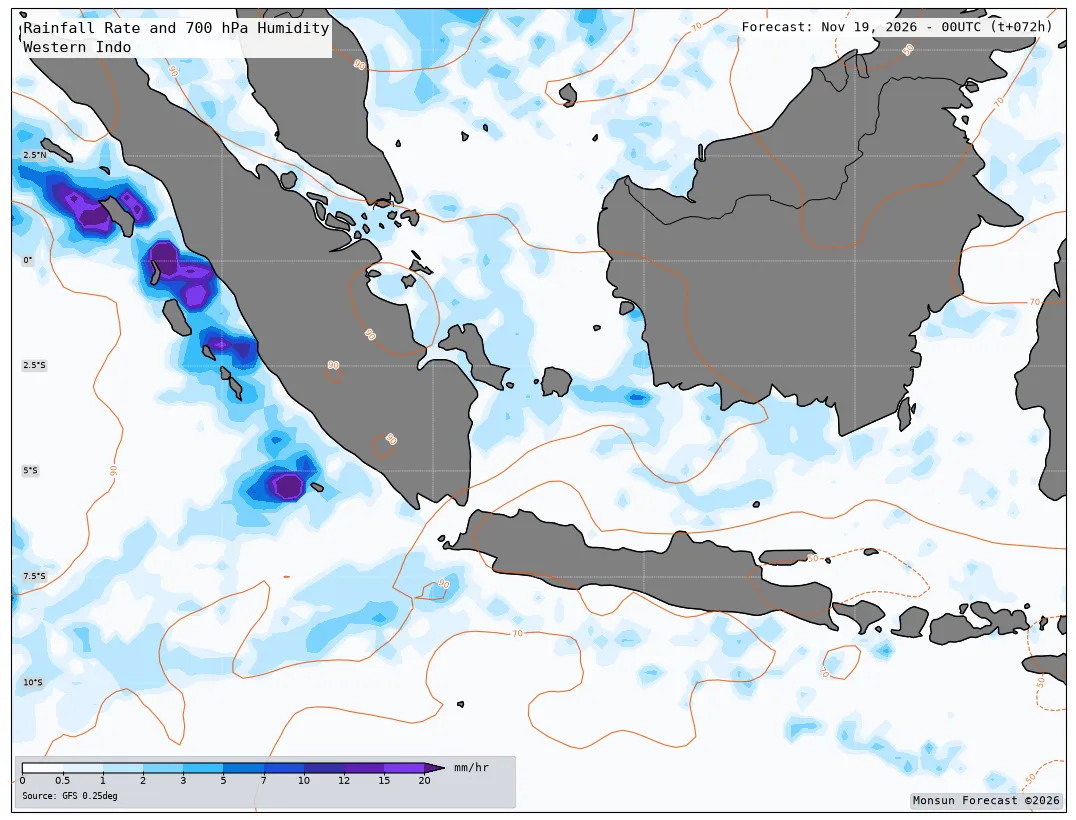 Rainfall Rate and 700 hPa Humidity
Western Indo
Forecast: Nov 19, 2026 - 00UTC (t+072h)
90
90
70
50
70
2.5°N
0°
70
90
2.5°S
90
90
5°S
90
7.5°S
50
90
70
70
10°S
50
50
mm/hr
0 0.5 1 2 3 5 7 10 12 15 20
Source: GFS 0.25deg
Monsun Forecast ©2026